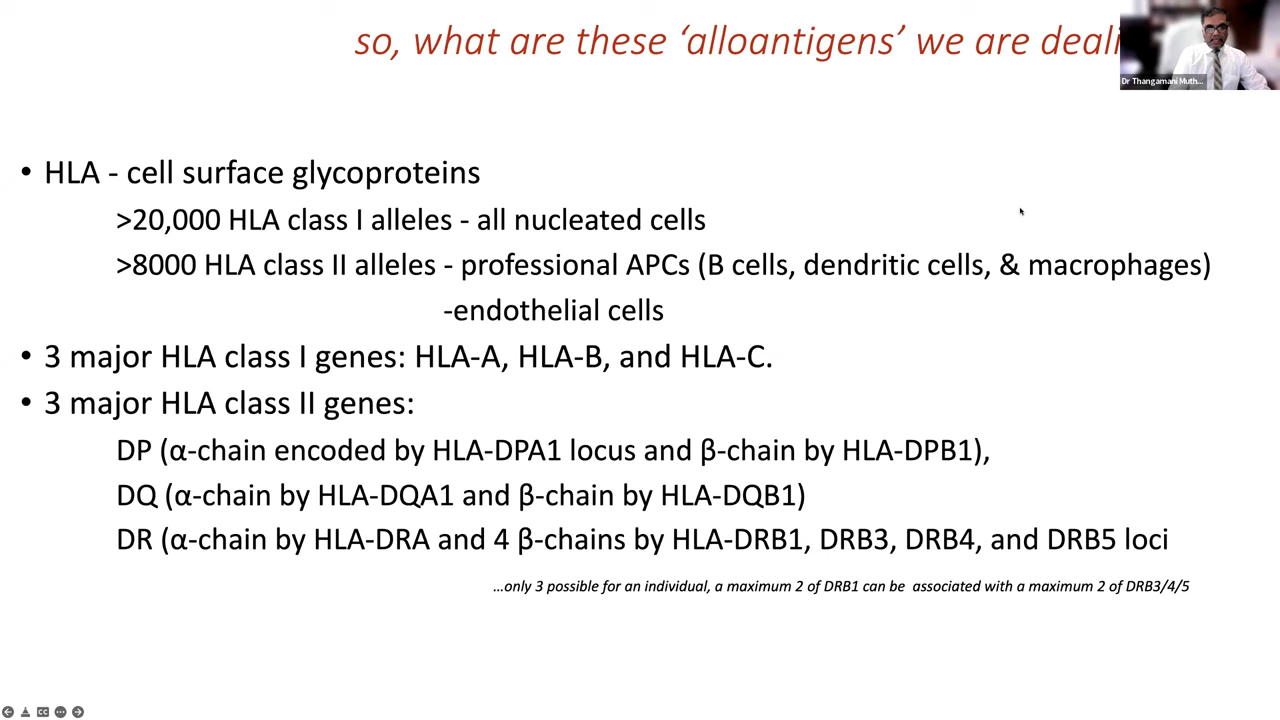 so, what are these ‘alloantigens’ we are deali
Dr Thangamani Muth...
• HLA - cell surface glycoproteins
>20,000 HLA class I alleles - all nucleated cells
>8000 HLA class II alleles - professional APCs (B cells, dendritic cells, & macrophages)
-endothelial cells
• 3 major HLA class I genes: HLA-A, HLA-B, and HLA-C.
• 3 major HLA class II genes:
DP (α-chain encoded by HLA-DPA1 locus and β-chain by HLA-DPB1),
DQ (α-chain by HLA-DQA1 and β-chain by HLA-DQB1)
DR (α-chain by HLA-DRA and 4 β-chains by HLA-DRB1, DRB3, DRB4, and DRB5 loci
...only 3 possible for an individual, a maximum 2 of DRB1 can be associated with a maximum 2 of DRB3/4/5